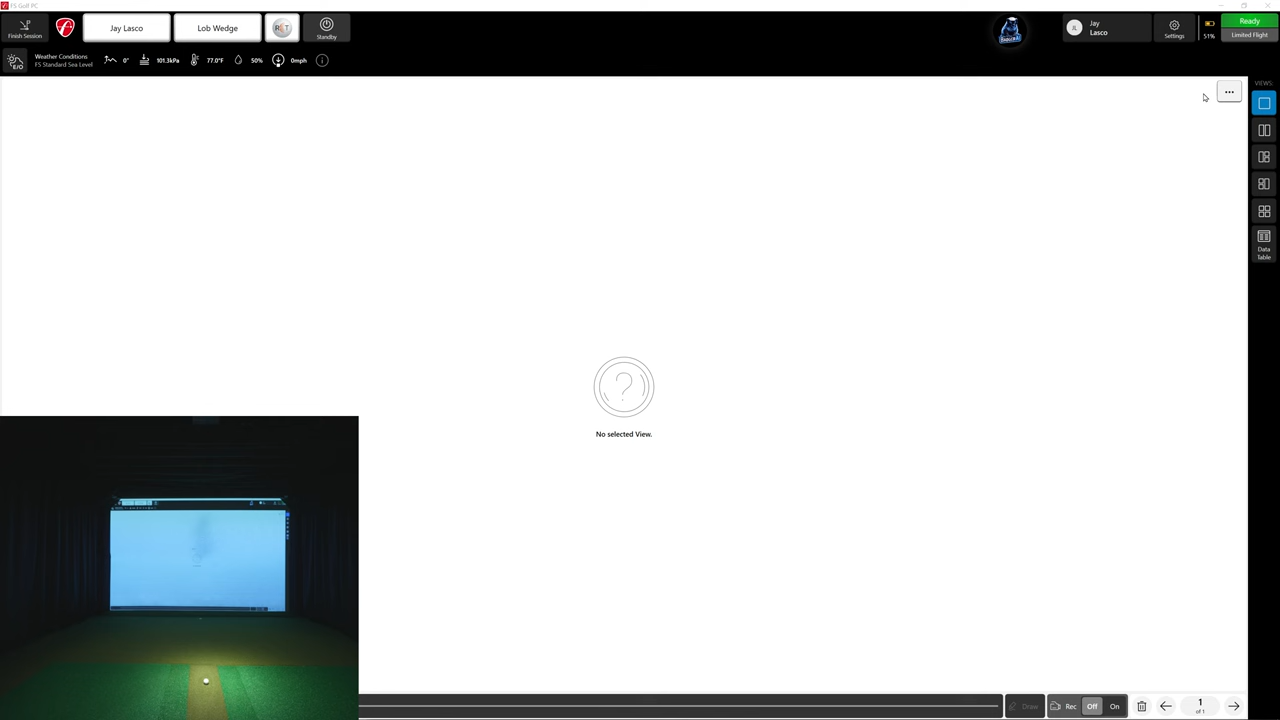 FS Golf PC
Finish Session
Jay Lasco
Lob Wedge
RCT
Standby
Jay
Lasco
Settings
51%
Ready
Limited Flight
E/O
Weather Conditions
FS Standard Sea Level
0°
101.3kPa
77.0°F
50%
0mph
VIEWS:
Data
Table
No selected View.
Draw
Rec
Off
On
1
of 1